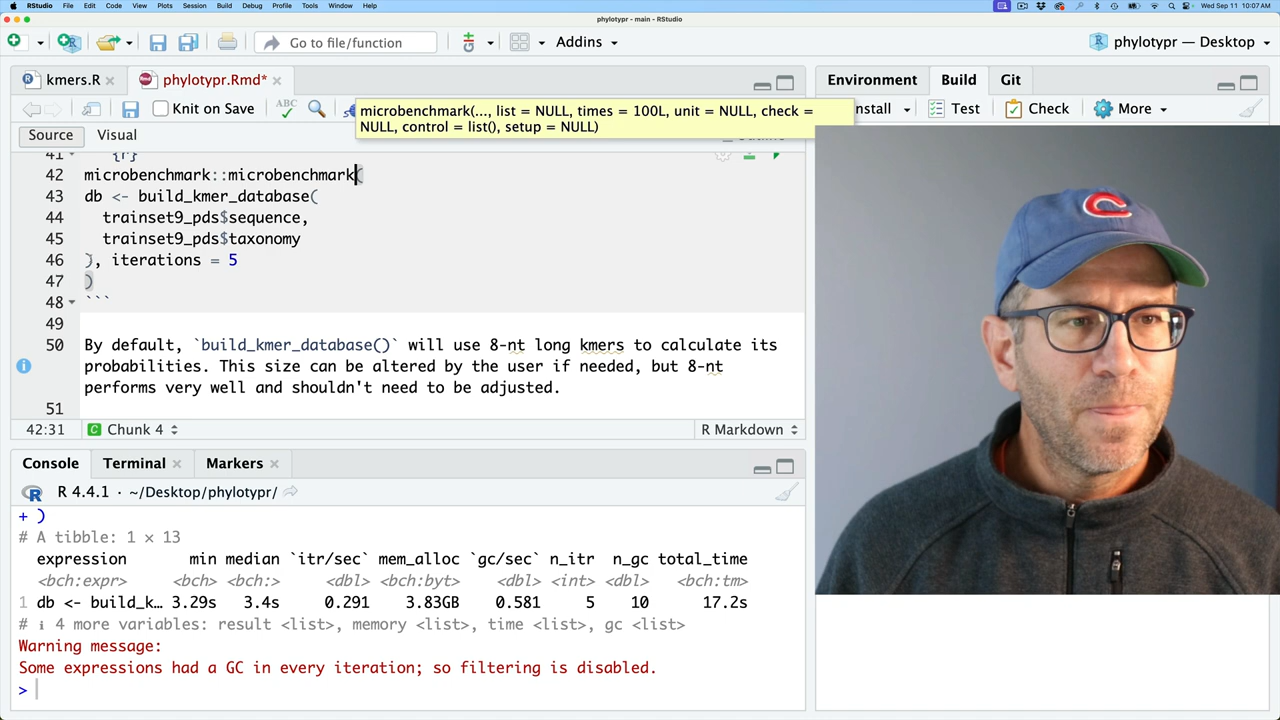 RStudio File Edit Code View Plots Session Build Debug Profile Tools Window Help Wed Sep 11 10:07 AM
phylotypr - main - RStudio
Go to file/function Addins phylotypr — Desktop
kmers.R phylotypr.Rmd* Environment Build Git
Knit on Save ABC
microbenchmark(..., list = NULL, times = 100L, unit = NULL, check =
NULL, control = list(), setup = NULL)
nstall Test Check More
Source Visual
41 {r}
42 microbenchmark::microbenchmark(
43 db <- build_kmer_database(
44 trainset9_pds$sequence,
45 trainset9_pds$taxonomy
46 ), iterations = 5
47 )
48 ```
49
50 By default, `build_kmer_database()` will use 8-nt long kmers to calculate its
probabilities. This size can be altered by the user if needed, but 8-nt
performs very well and shouldn't need to be adjusted.
51
42:31 Chunk 4 R Markdown
Console Terminal Markers
R 4.4.1 · ~/Desktop/phylotypr/
+ )
# A tibble: 1 × 13
expression min median `itr/sec` mem_alloc `gc/sec` n_itr n_gc total_time
<bch:expr> <bch> <bch:> <dbl> <bch:byt> <dbl> <int> <dbl> <bch:tm>
1 db <- build_k… 3.29s 3.4s 0.291 3.83GB 0.581 5 10 17.2s
# ℹ 4 more variables: result <list>, memory <list>, time <list>, gc <list>
Warning message:
Some expressions had a GC in every iteration; so filtering is disabled.
>